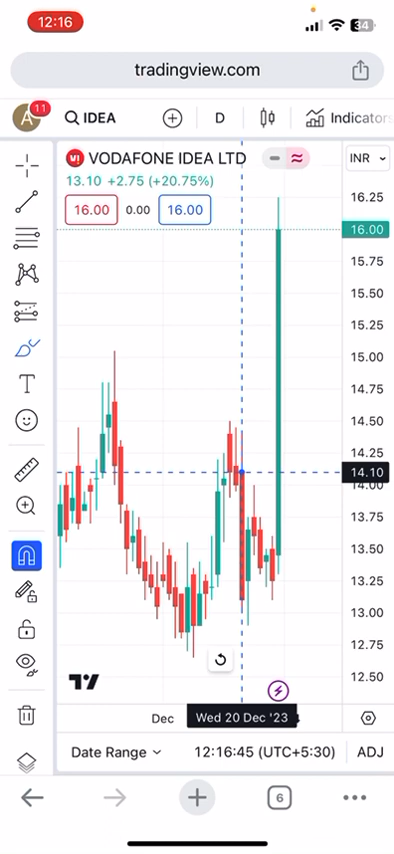 12:16
34
tradingview.com
A
11
IDEA
D
Indicators
VODAFONE IDEA LTD
INR
13.10 +2.75 (+20.75%)
16.00
0.00
16.00
16.25
16.00
15.75
15.50
15.25
15.00
14.75
14.50
14.25
14.10
14.00
13.75
13.50
13.25
13.00
12.75
12.50
Dec
Wed 20 Dec '23
Date Range
12:16:45 (UTC+5:30)
ADJ
6